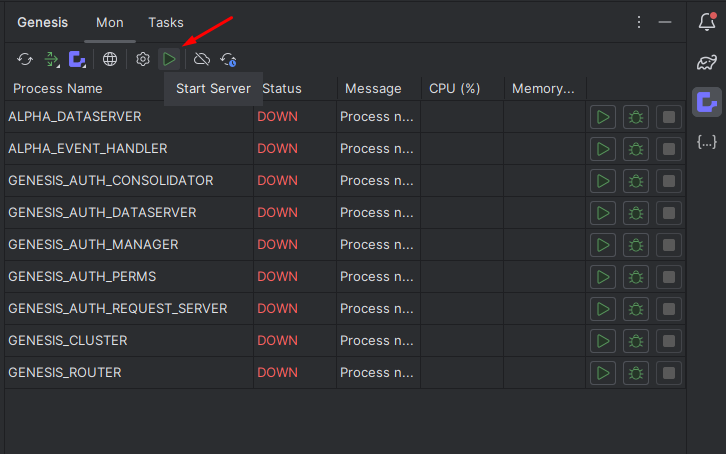 Genesis Mon Tasks
Start Server
Process Name Status Message CPU (%) Memory...
ALPHA_DATASERVER DOWN Process n...
ALPHA_EVENT_HANDLER DOWN Process n...
GENESIS_AUTH_CONSOLIDATOR DOWN Process n...
GENESIS_AUTH_DATASERVER DOWN Process n...
GENESIS_AUTH_MANAGER DOWN Process n...
GENESIS_AUTH_PERMS DOWN Process n...
GENESIS_AUTH_REQUEST_SERVER DOWN Process n...
GENESIS_CLUSTER DOWN Process n...
GENESIS_ROUTER DOWN Process n...